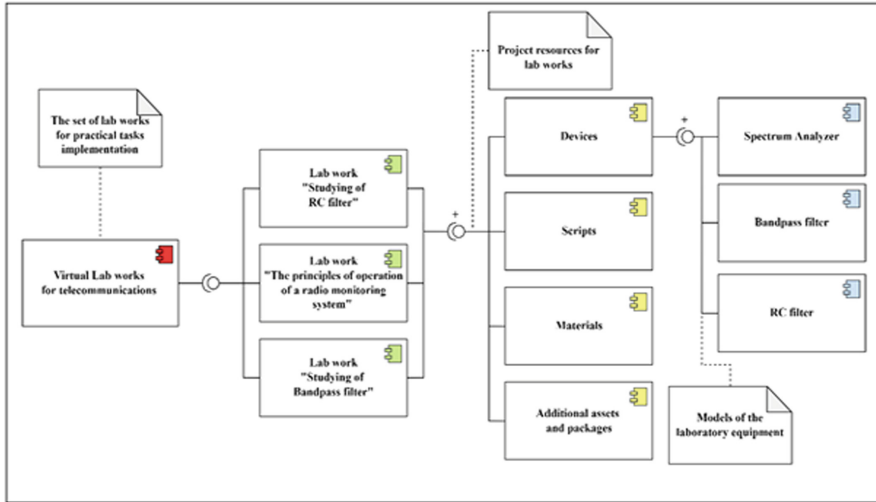 The set of lab works
for practical tasks
implementation
Virtual Lab works
for telecommunications
Lab work
"Studying of
RC filter"
Lab work
"The principles of operation
of a radio monitoring
system"
Lab work
"Studying of
Bandpass filter"
+
Project resources for
lab works
Devices
Scripts
Materials
Additional assets
and packages
+
Spectrum Analyzer
Bandpass filter
RC filter
Models of the
laboratory equipment